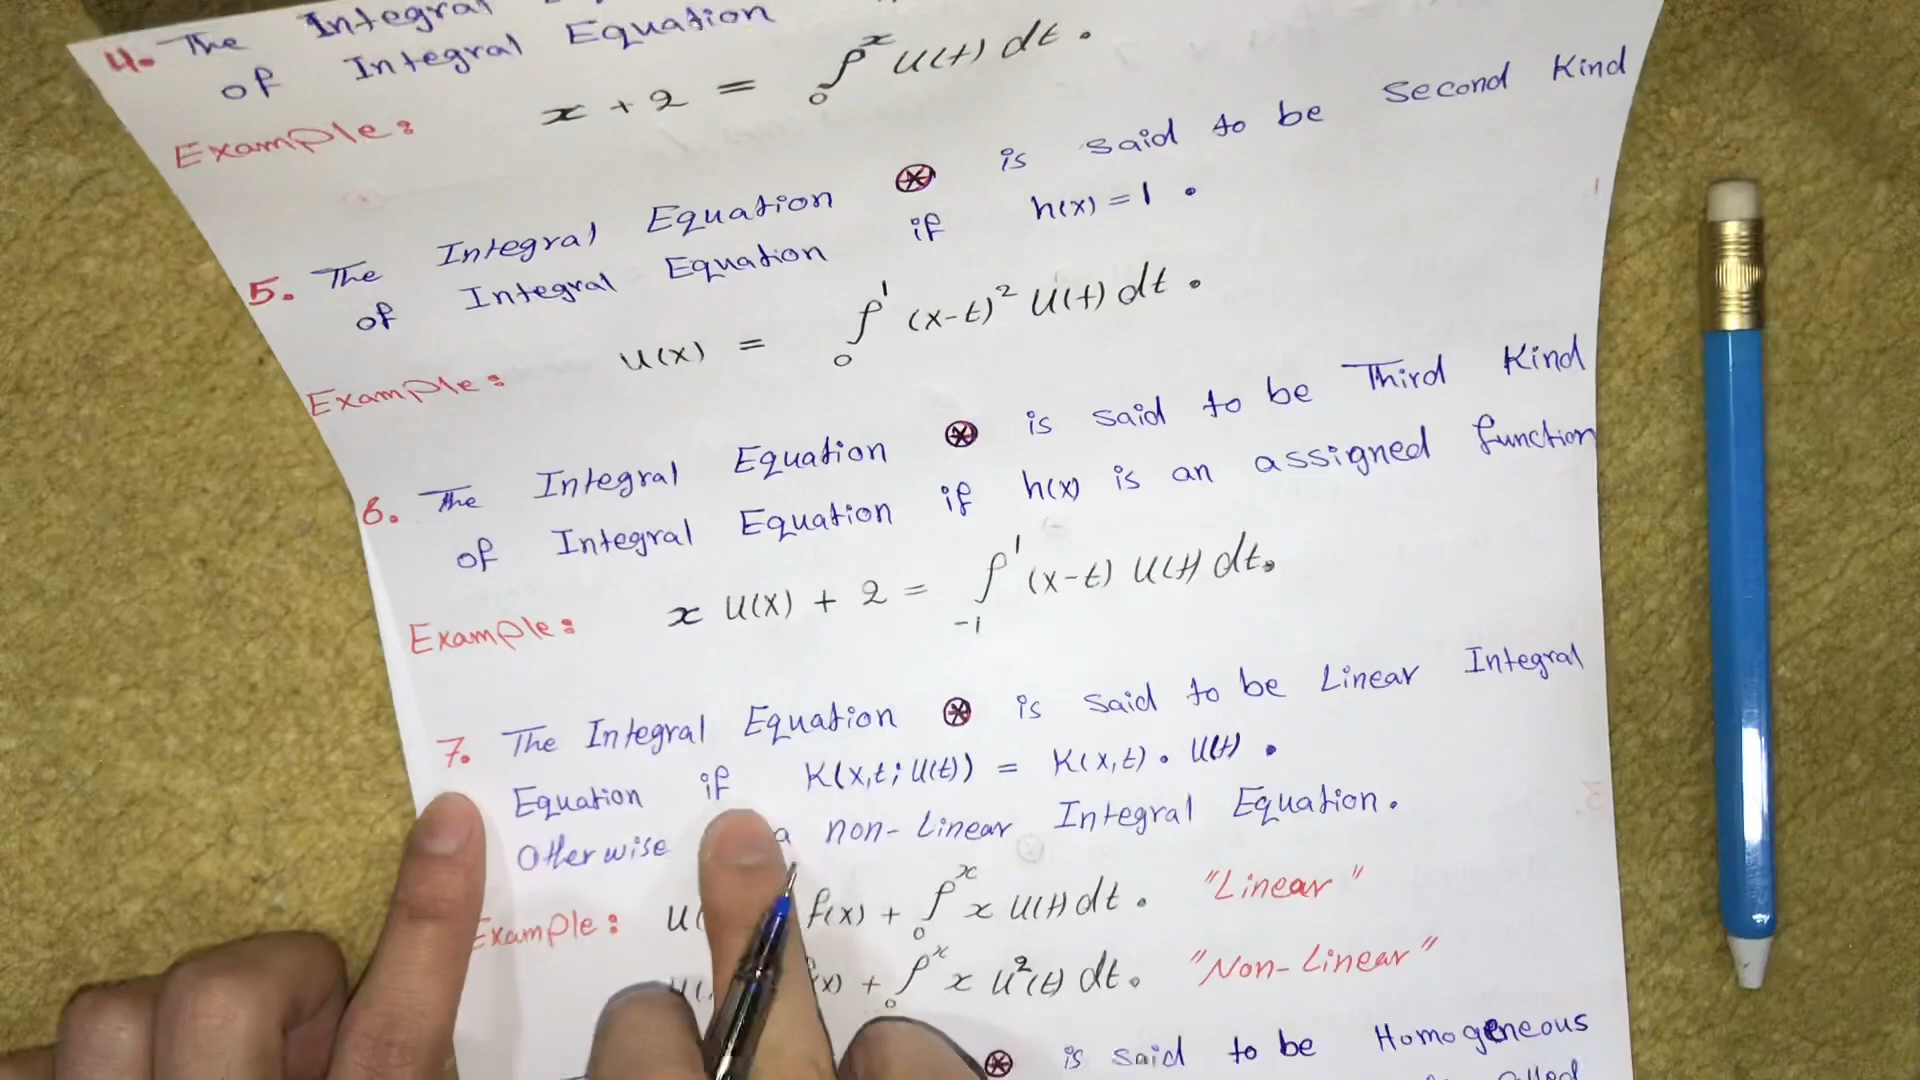 4. The Integral
of Integral Equation
Example: x + 2 = ∫₀ˣ u(t) dt.
5. The Integral Equation ⊛ is said to be Second Kind
of Integral Equation if h(x) = 1.
Example: u(x) = ∫₀¹ (x-t)² u(t) dt.
6. The Integral Equation ⊛ is said to be Third Kind
of Integral Equation if h(x) is an assigned function
Example: x u(x) + 2 = ∫₋₁¹ (x-t) u(t) dt.
7. The Integral Equation ⊛ is said to be Linear Integral
Equation if K(x,t; u(t)) = K(x,t) . u(t).
Otherwise a non-Linear Integral Equation.
Example: u( f(x) + ∫₀ˣ x u(t) dt. "Linear"
u( (x) + ∫₀ˣ x u²(t) dt. "Non-Linear"
⊛ is said to be Homogeneous